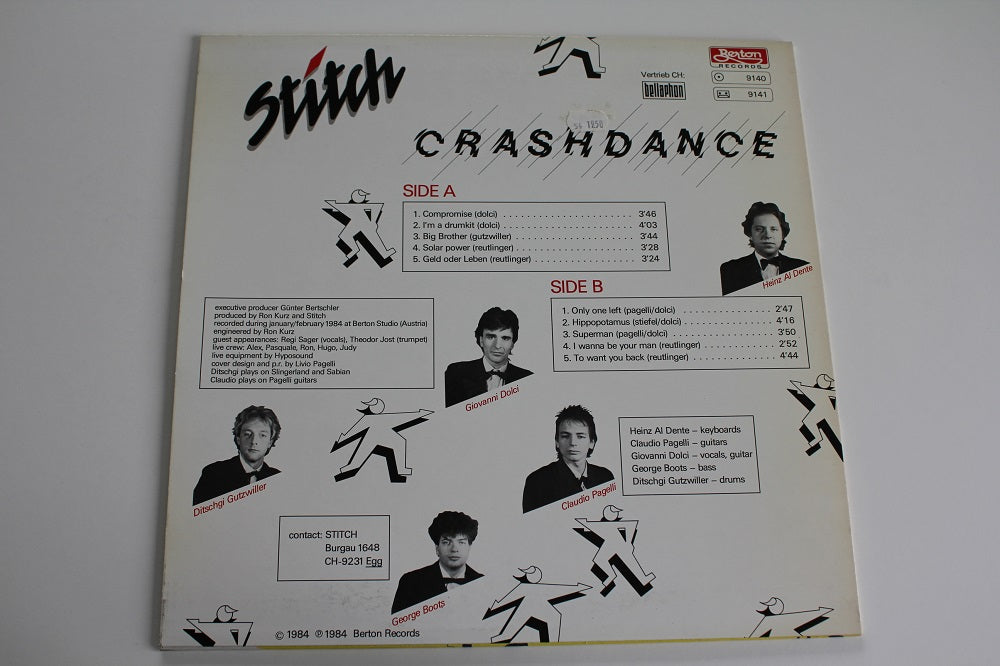 Stitch
Berton
RECORDS
Vertrieb CH:
bellaphon
9140
9141
CRASHDANCE
SIDE A
1. Compromise (dolci) 3'46
2. I'm a drumkit (dolci) 4'03
3. Big Brother (gutzwiller) 3'44
4. Solar power (reutlinger) 3'28
5. Geld oder Leben (reutlinger) 3'24
Heinz Al Dente
SIDE B
1. Only one left (pagelli/dolci) 2'47
2. Hippopotamus (stiefel/dolci) 4'16
3. Superman (pagelli/dolci) 3'50
4. I wanna be your man (reutlinger) 2'52
5. To want you back (reutlinger) 4'44
executive producer Günter Bertschler
produced by Ron Kurz and Stitch
recorded during january/february 1984 at Berton Studio (Austria)
engineered by Ron Kurz
guest appearances: Regi Sager (vocals), Theodor Jost (trumpet)
live crew: Alex, Pasquale, Ron, Hugo, Judy
live equipment by Hyposound
cover design and p.r. by Livio Pagelli
Ditschgi plays on Slingerland and Sabian
Claudio plays on Pagelli guitars
Giovanni Dolci
Ditschgi Gutzwiller
Claudio Pagelli
Heinz Al Dente – keyboards
Claudio Pagelli – guitars
Giovanni Dolci – vocals, guitar
George Boots – bass
Ditschgi Gutzwiller – drums
contact: STITCH
Burgau 1648
CH-9231 Egg
George Boots
© 1984 ℗ 1984 Berton Records